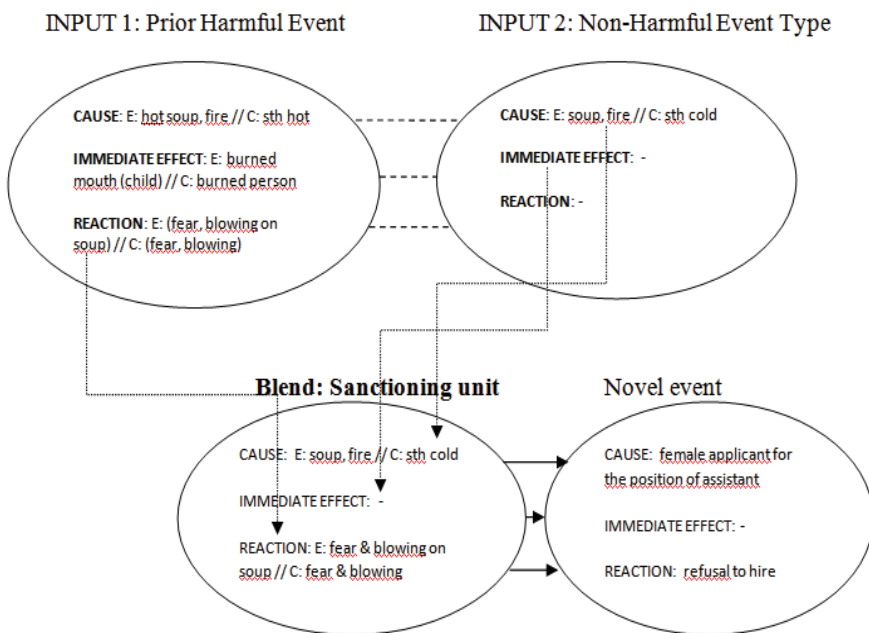 INPUT 1: Prior Harmful Event
INPUT 2: Non-Harmful Event Type
CAUSE: E: hot soup, fire // C: sth hot
IMMEDIATE EFFECT: E: burned
mouth (child) // C: burned person
REACTION: E: (fear, blowing on
soup) // C: (fear, blowing)
CAUSE: E: soup, fire // C: sth cold
IMMEDIATE EFFECT: -
REACTION: -
Blend: Sanctioning unit
Novel event
CAUSE: E: soup, fire // C: sth cold
IMMEDIATE EFFECT: -
REACTION: E: fear & blowing on
soup // C: fear & blowing
CAUSE: female applicant for
the position of assistant
IMMEDIATE EFFECT: -
REACTION: refusal to hire